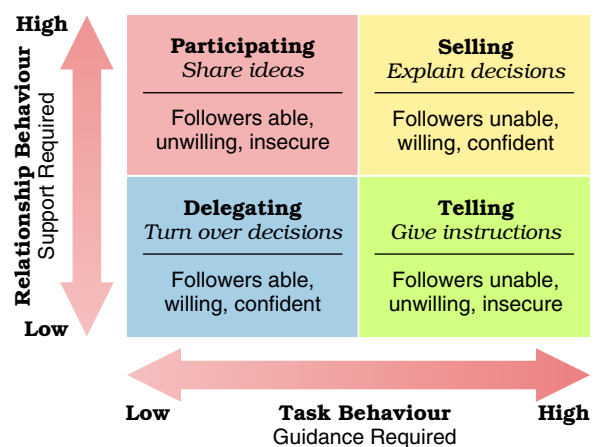 High
Relationship Behaviour
Support Required
Low
Participating
Share ideas
Followers able,
unwilling, insecure
Selling
Explain decisions
Followers unable,
willing, confident
Delegating
Turn over decisions
Followers able,
willing, confident
Telling
Give instructions
Followers unable,
unwilling, insecure
Low
Task Behaviour
High
Guidance Required